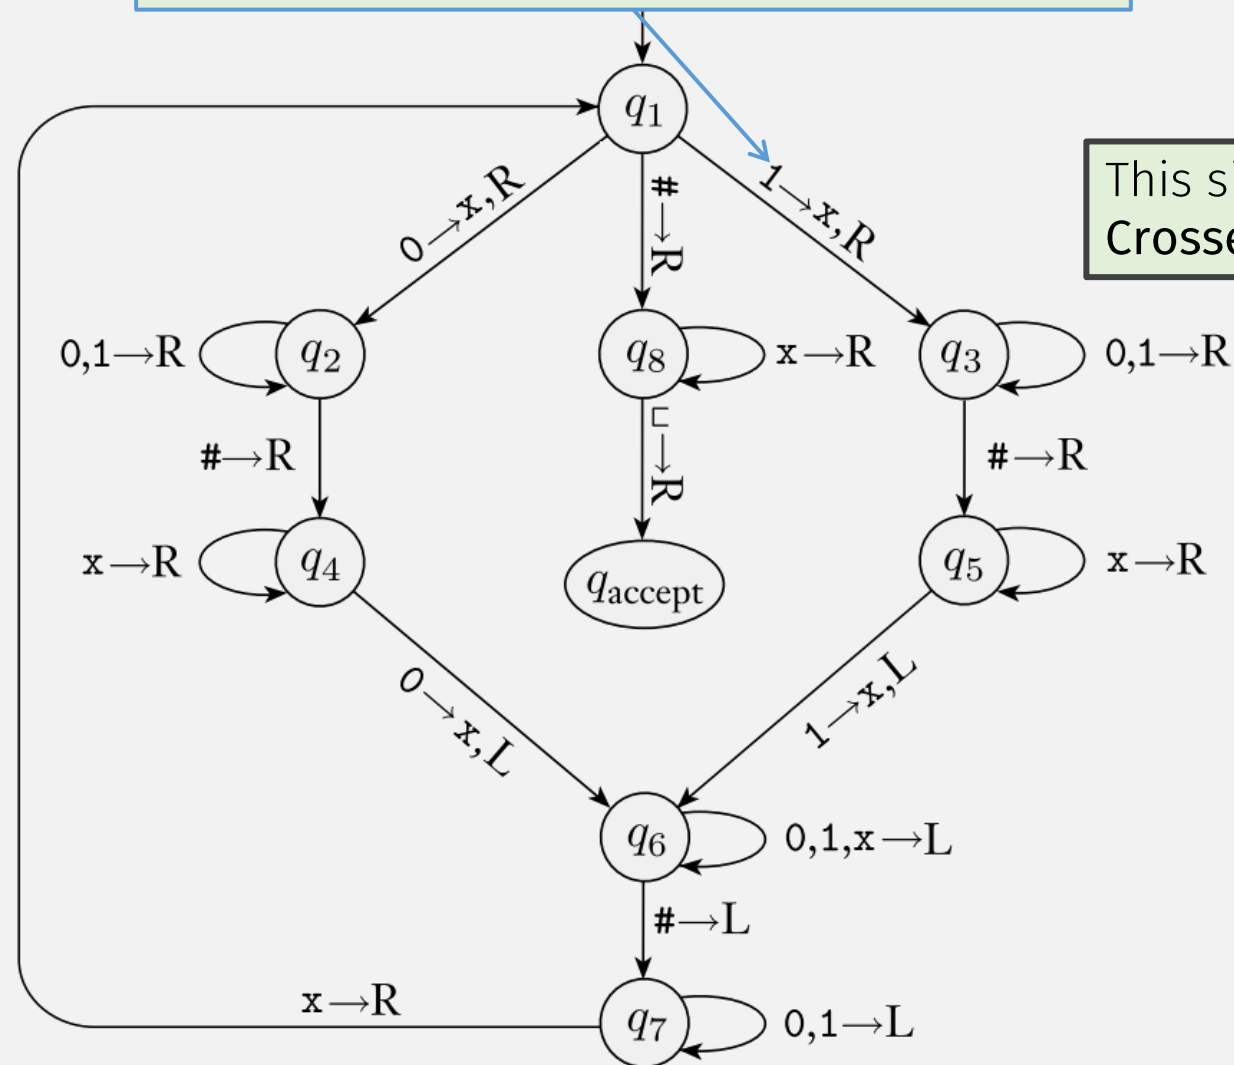 q1
0→x,R
#→R
1→x,R
This s
Crosse
0,1→R
q2
q8
x→R
q3
0,1→R
#→R
⊔→R
#→R
x→R
q4
qaccept
q5
x→R
0→x,L
1→x,L
q6
0,1,x→L
#→L
x→R
q7
0,1→L